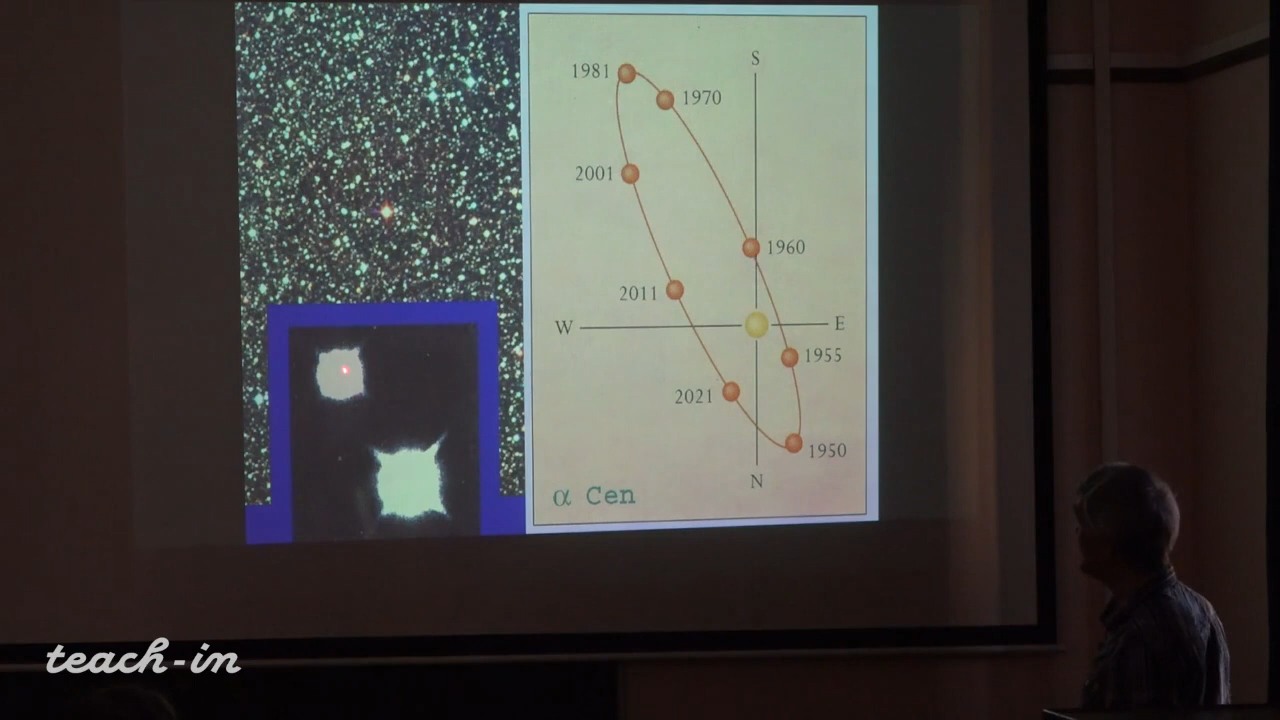 S
1981
1970
2001
1960
2011
W
E
1955
2021
1950
N
α Cen
teach-in